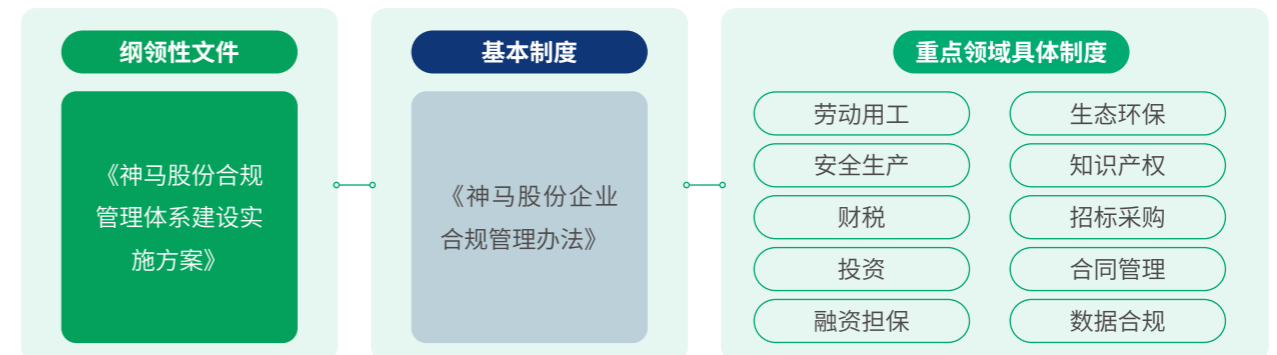 纲领性文件
《神马股份合规
管理体系建设实
施方案》
基本制度
《神马股份企业
合规管理办法》
重点领域具体制度
劳动用工
生态环保
安全生产
知识产权
财税
招标采购
投资
合同管理
融资担保
数据合规